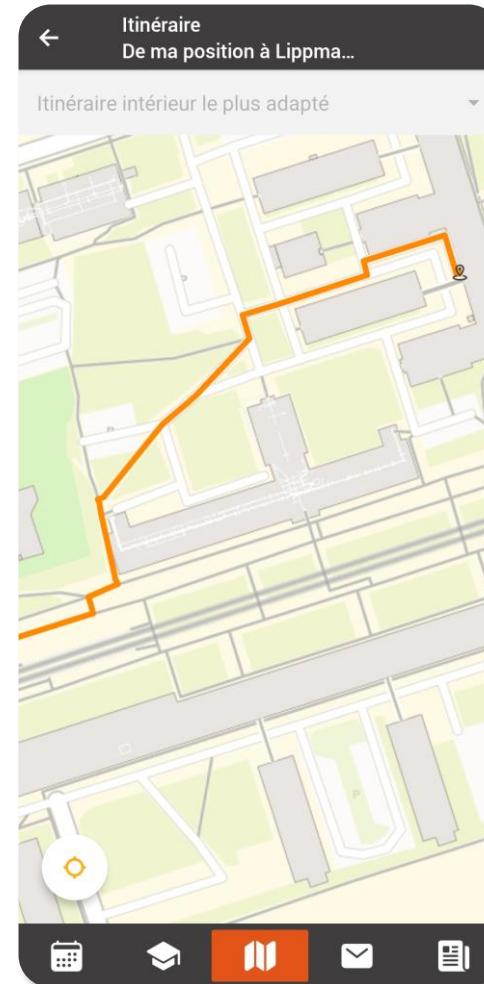 Itinéraire
De ma position à Lippma...
Itinéraire intérieur le plus adapté
P